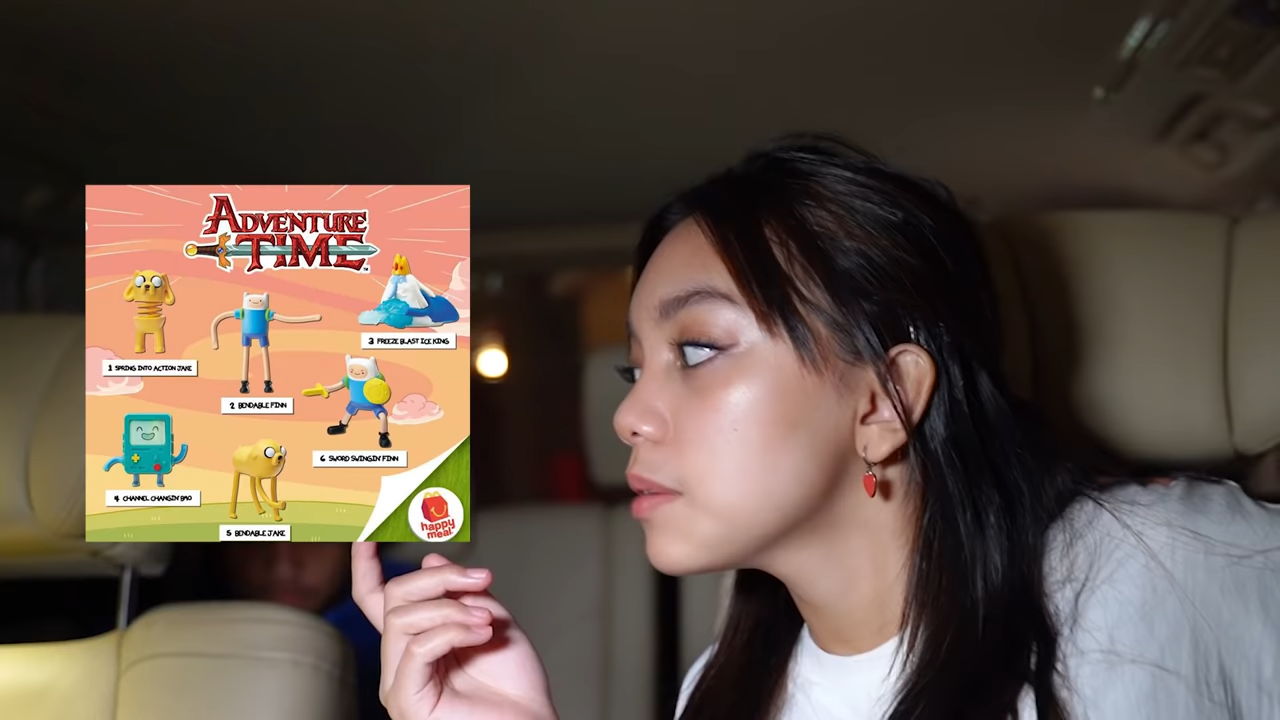 ADVENTURE
TIME
3 FREEZE BLAST ICE KING
1 SPRING INTO ACTION JAKE
2 BENDABLE FINN
6 SWORD SWINGIN' FINN
4 CHANNEL CHANGIN' BMO
5 BENDABLE JAKE
happy
meal